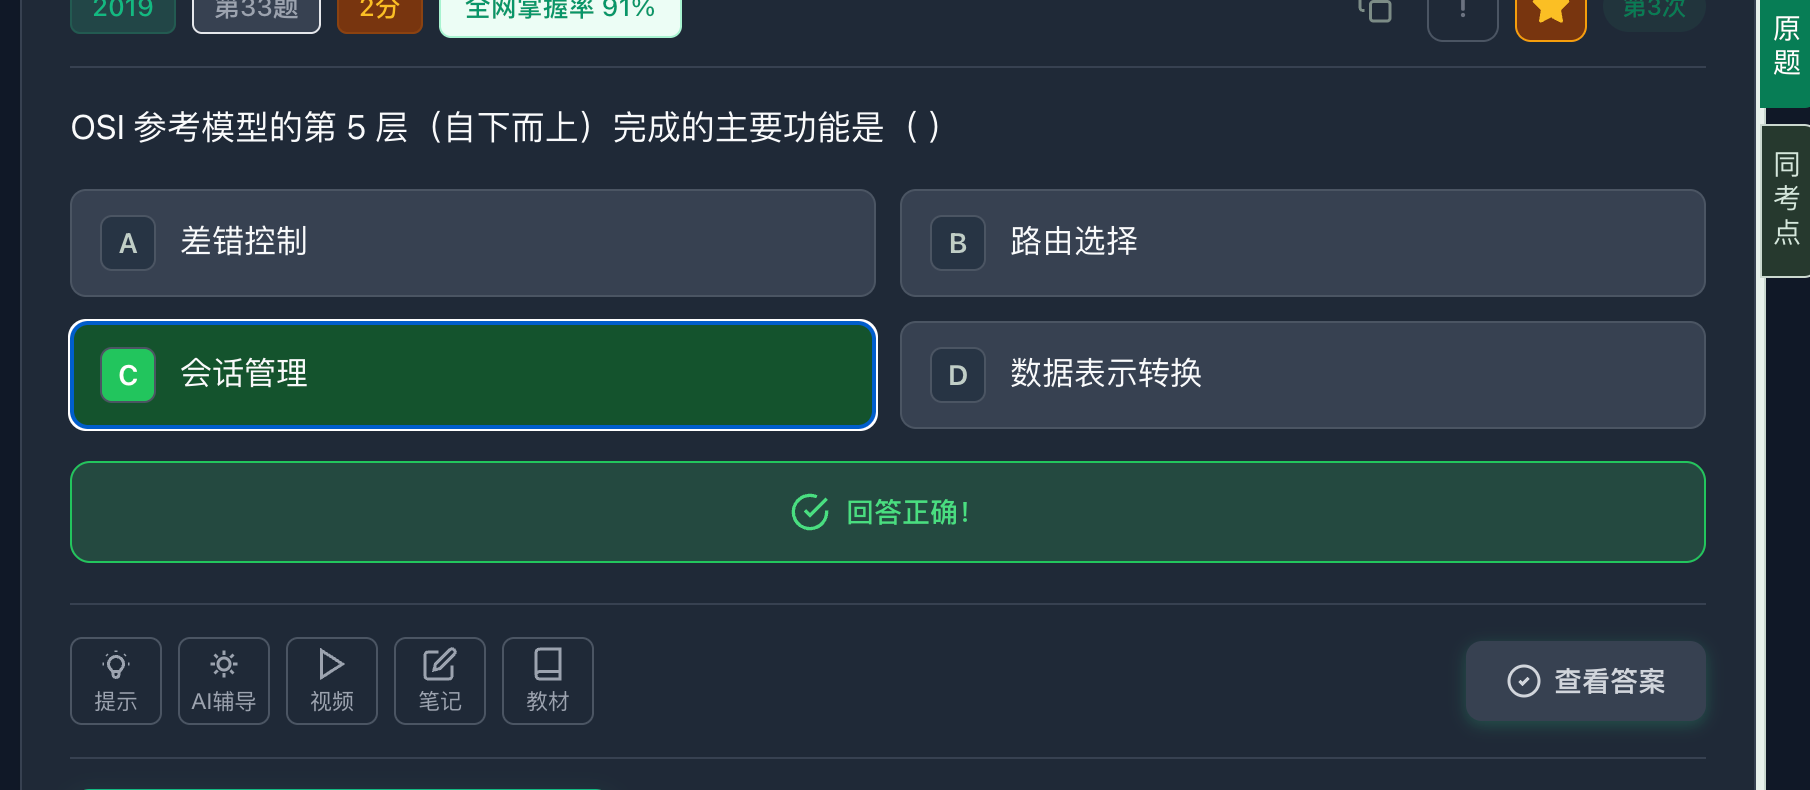 2019 第33题 2分 全网掌握率 91% ! 第3次
原题
同考点
OSI 参考模型的第 5 层（自下而上）完成的主要功能是（ ）
A 差错控制
B 路由选择
C 会话管理
D 数据表示转换
回答正确！
提示
AI辅导
视频
笔记
教材
查看答案